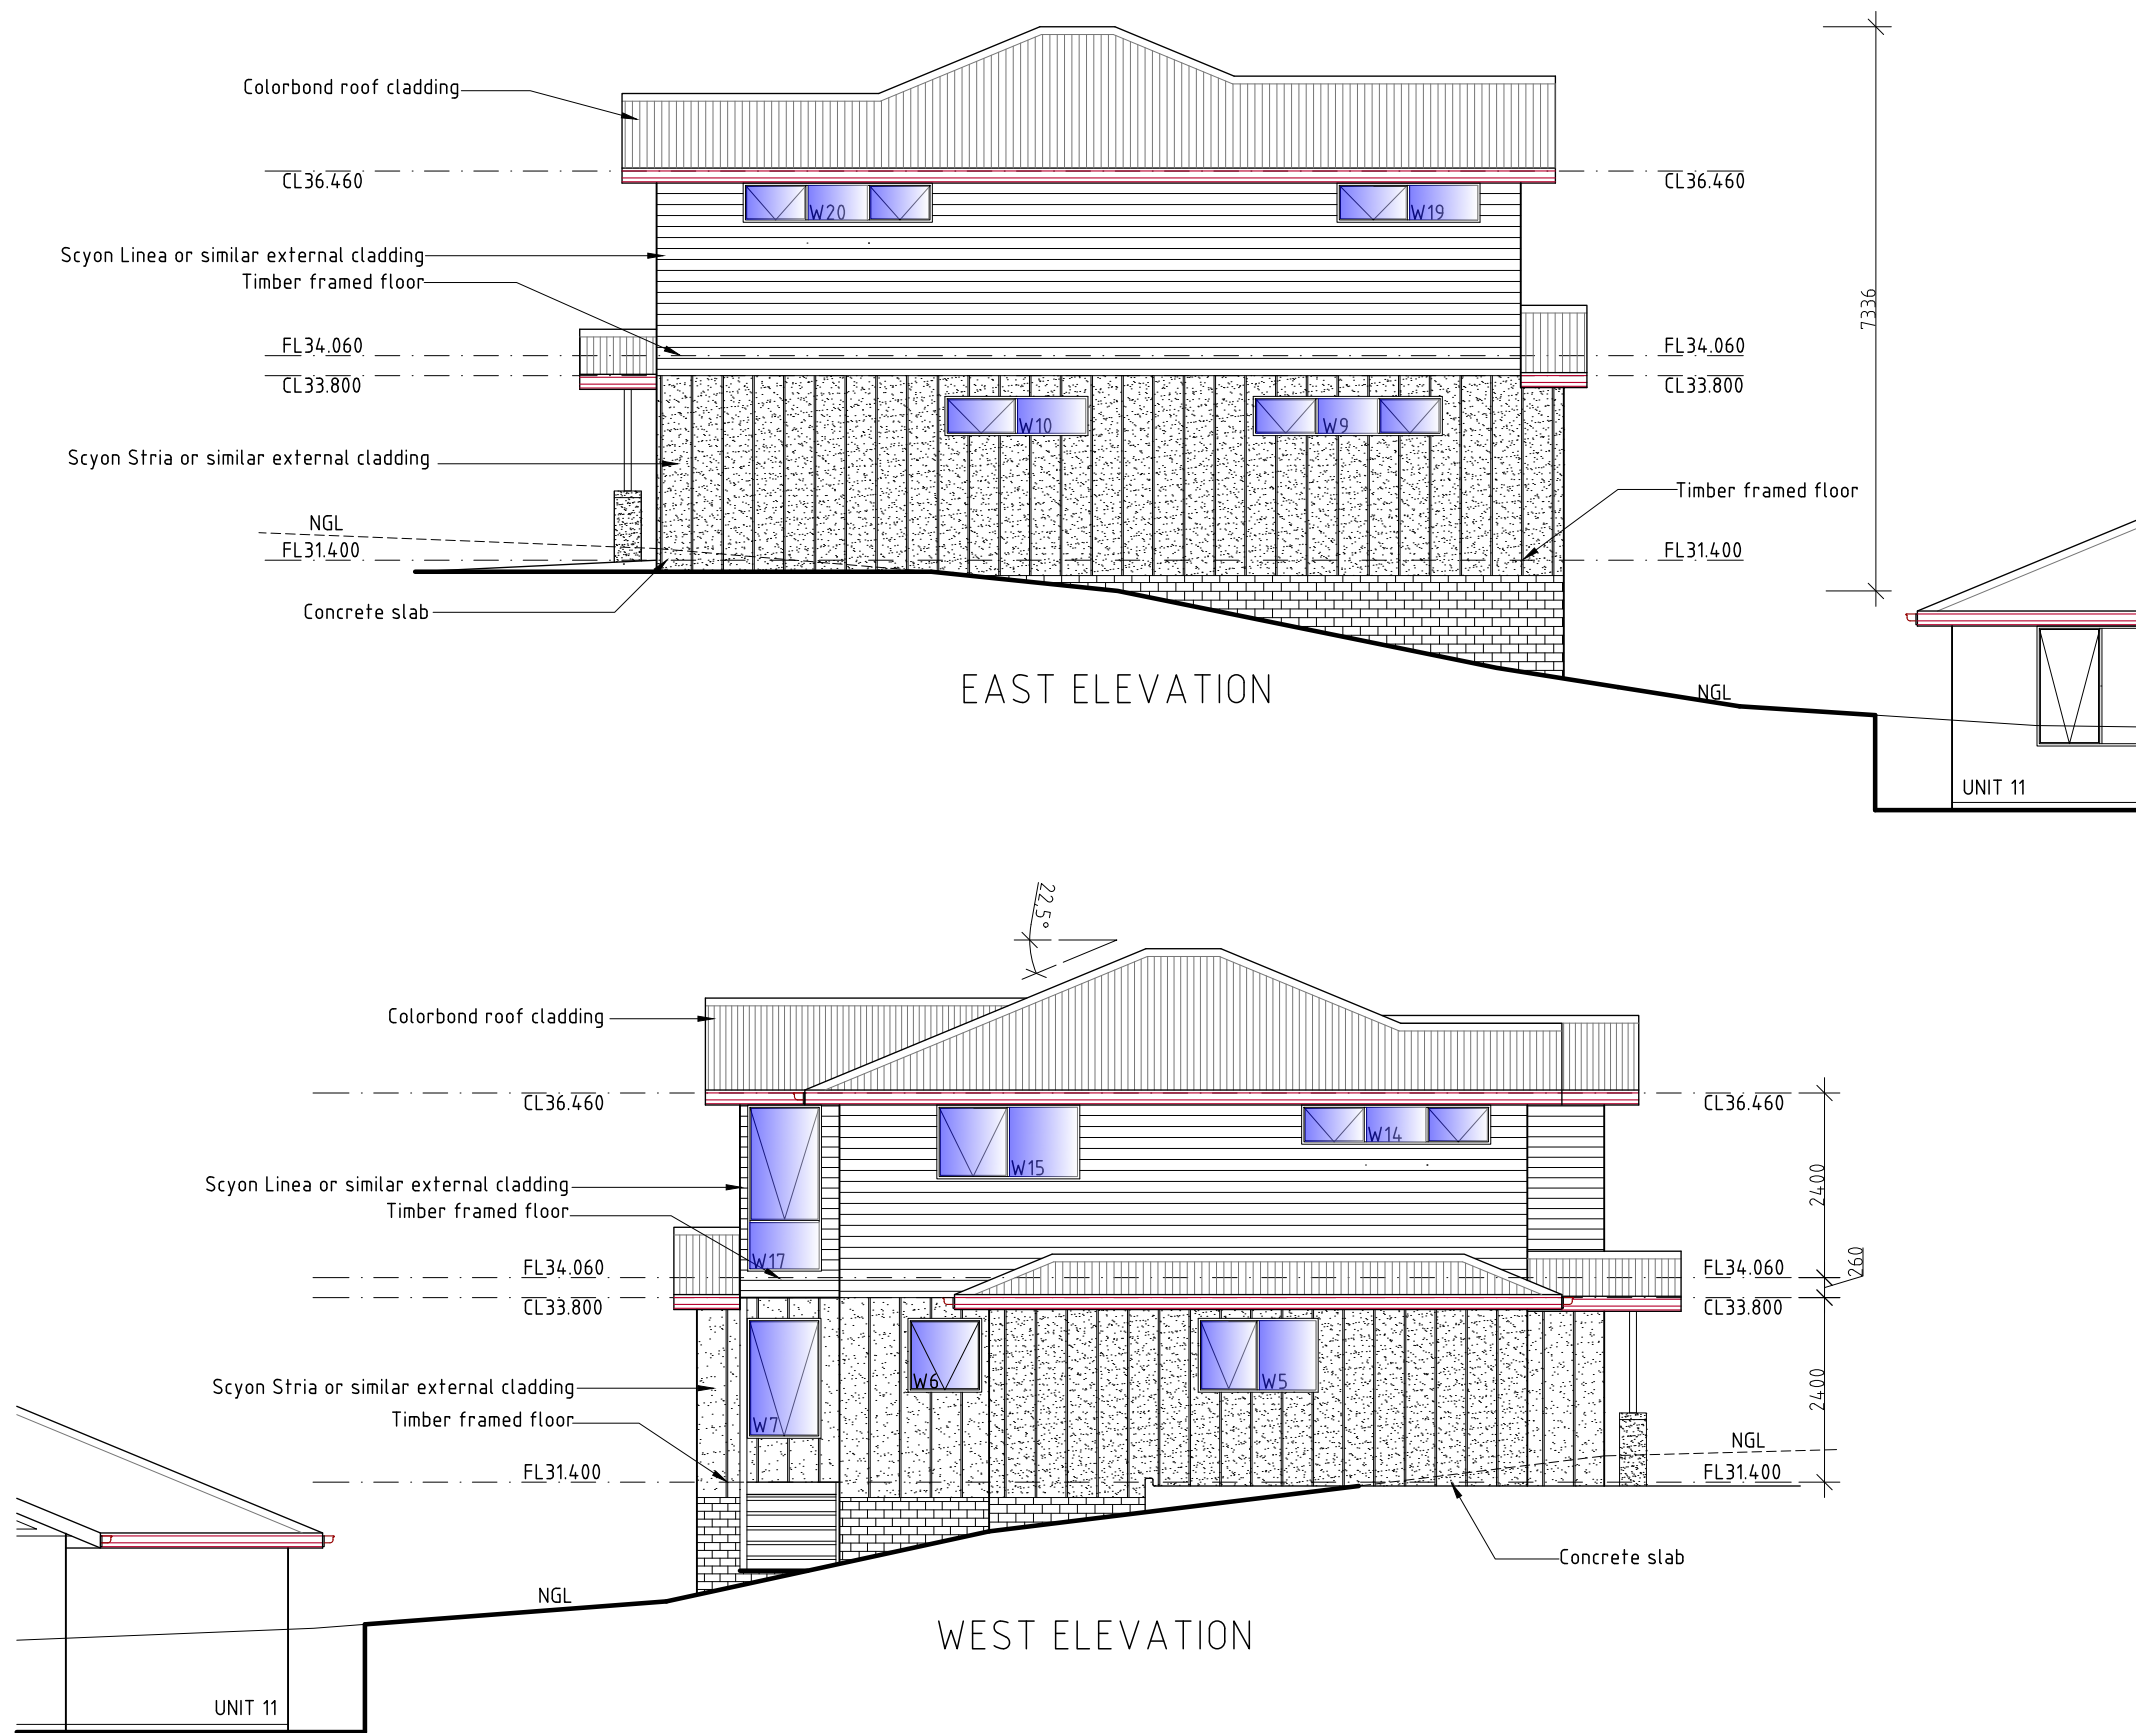 Colorbond roof cladding
CL36.460
CL36.460
W20
W19
Scyon Linea or similar external cladding
Timber framed floor
7336
FL34.060
FL34.060
CL33.800
CL33.800
W10
W9
Scyon Stria or similar external cladding
Timber framed floor
NGL
FL31.400
FL31.400
Concrete slab
EAST ELEVATION
NGL
UNIT 11
22.5°
Colorbond roof cladding
CL36.460
CL36.460
W15
W14
Scyon Linea or similar external cladding
Timber framed floor
2400
W17
260
FL34.060
FL34.060
CL33.800
CL33.800
W6
W5
Scyon Stria or similar external cladding
2400
W7
Timber framed floor
NGL
FL31.400
FL31.400
Concrete slab
NGL
WEST ELEVATION
UNIT 11